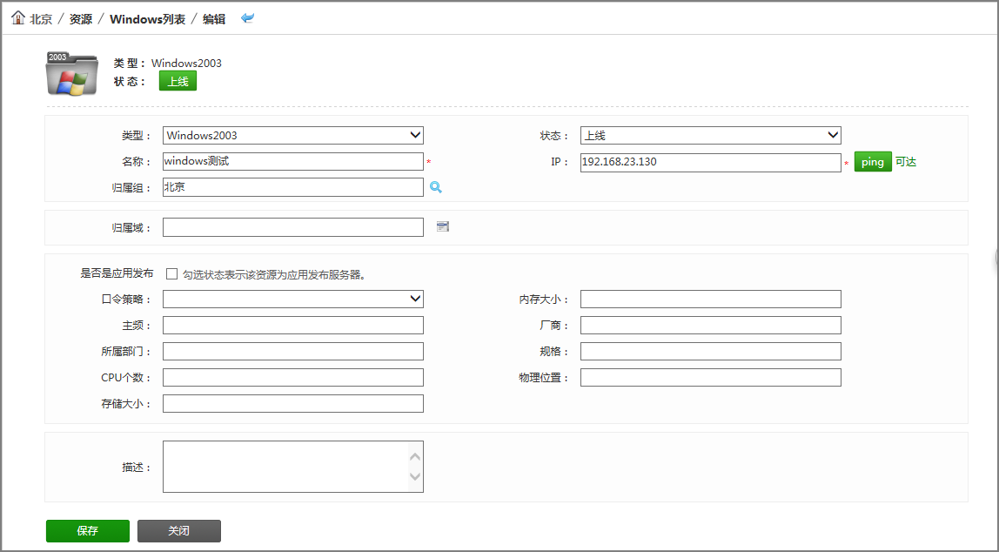 北京 / 资源 / Windows列表 / 编辑
2003
类 型： Windows2003
状 态： 上线
类型： Windows2003 状态： 上线
名称： windows测试 * IP： 192.168.23.130 * ping 可达
归属组： 北京
归属域：
是否是应用发布 勾选状态表示该资源为应用发布服务器。
口令策略： 内存大小：
主频： 厂商：
所属部门： 规格：
CPU个数： 物理位置：
存储大小：
描述：
保存 关闭